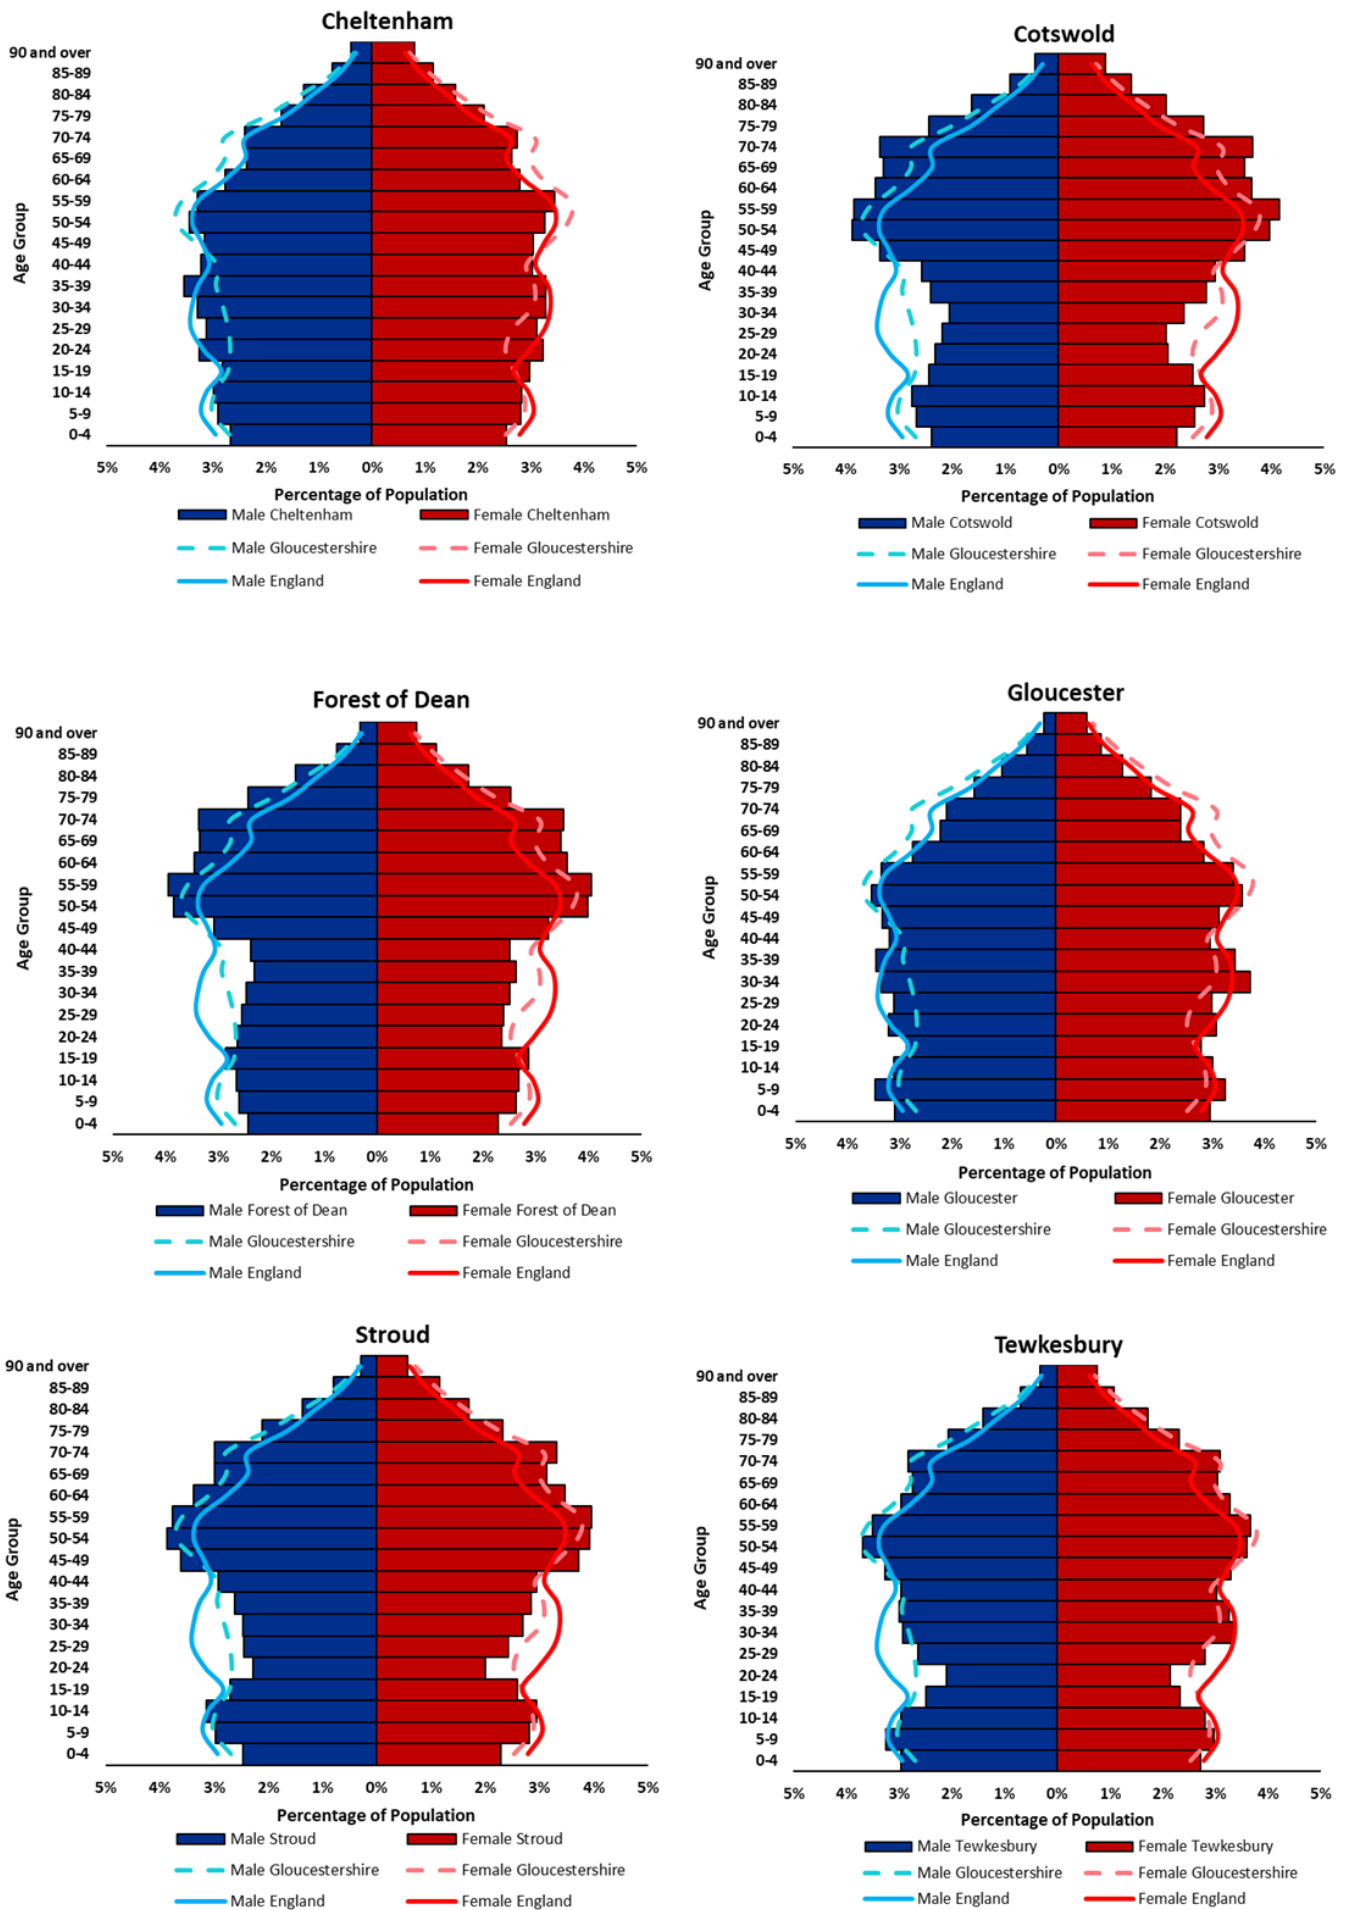 Cheltenham
90 and over
85-89
80-84
75-79
70-74
65-69
60-64
55-59
50-54
45-49
40-44
35-39
30-34
25-29
20-24
15-19
10-14
5-9
0-4
Age Group
5% 4% 3% 2% 1% 0% 1% 2% 3% 4% 5%
Percentage of Population
Male Cheltenham Female Cheltenham
Male Gloucestershire Female Gloucestershire
Male England Female England
Cotswold
90 and over
85-89
80-84
75-79
70-74
65-69
60-64
55-59
50-54
45-49
40-44
35-39
30-34
25-29
20-24
15-19
10-14
5-9
0-4
Age Group
5% 4% 3% 2% 1% 0% 1% 2% 3% 4% 5%
Percentage of Population
Male Cotswold Female Cotswold
Male Gloucestershire Female Gloucestershire
Male England Female England
Forest of Dean
90 and over
85-89
80-84
75-79
70-74
65-69
60-64
55-59
50-54
45-49
40-44
35-39
30-34
25-29
20-24
15-19
10-14
5-9
0-4
Age Group
5% 4% 3% 2% 1% 0% 1% 2% 3% 4% 5%
Percentage of Population
Male Forest of Dean Female Forest of Dean
Male Gloucestershire Female Gloucestershire
Male England Female England
Gloucester
90 and over
85-89
80-84
75-79
70-74
65-69
60-64
55-59
50-54
45-49
40-44
35-39
30-34
25-29
20-24
15-19
10-14
5-9
0-4
Age Group
5% 4% 3% 2% 1% 0% 1% 2% 3% 4% 5%
Percentage of Population
Male Gloucester Female Gloucester
Male Gloucestershire Female Gloucestershire
Male England Female England
Stroud
90 and over
85-89
80-84
75-79
70-74
65-69
60-64
55-59
50-54
45-49
40-44
35-39
30-34
25-29
20-24
15-19
10-14
5-9
0-4
Age Group
5% 4% 3% 2% 1% 0% 1% 2% 3% 4% 5%
Percentage of Population
Male Stroud Female Stroud
Male Gloucestershire Female Gloucestershire
Male England Female England
Tewkesbury
90 and over
85-89
80-84
75-79
70-74
65-69
60-64
55-59
50-54
45-49
40-44
35-39
30-34
25-29
20-24
15-19
10-14
5-9
0-4
Age Group
5% 4% 3% 2% 1% 0% 1% 2% 3% 4% 5%
Percentage of Population
Male Tewkesbury Female Tewkesbury
Male Gloucestershire Female Gloucestershire
Male England Female England